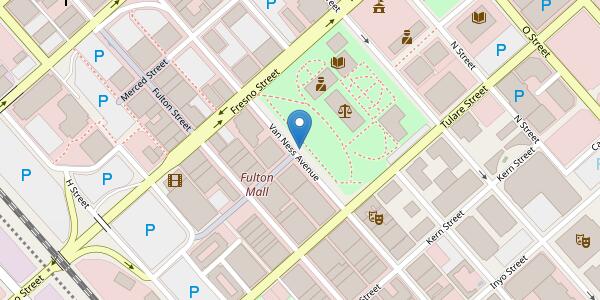 P
P
P
Merced Street
Fulton Street
Fresno Street
N Street
O Street
P
Tulare Street
N Street
Van Ness Avenue
P
P
H Street
Fulton
Mall
Kern Street
P
Kern Street
Inyo Street
P
o Street